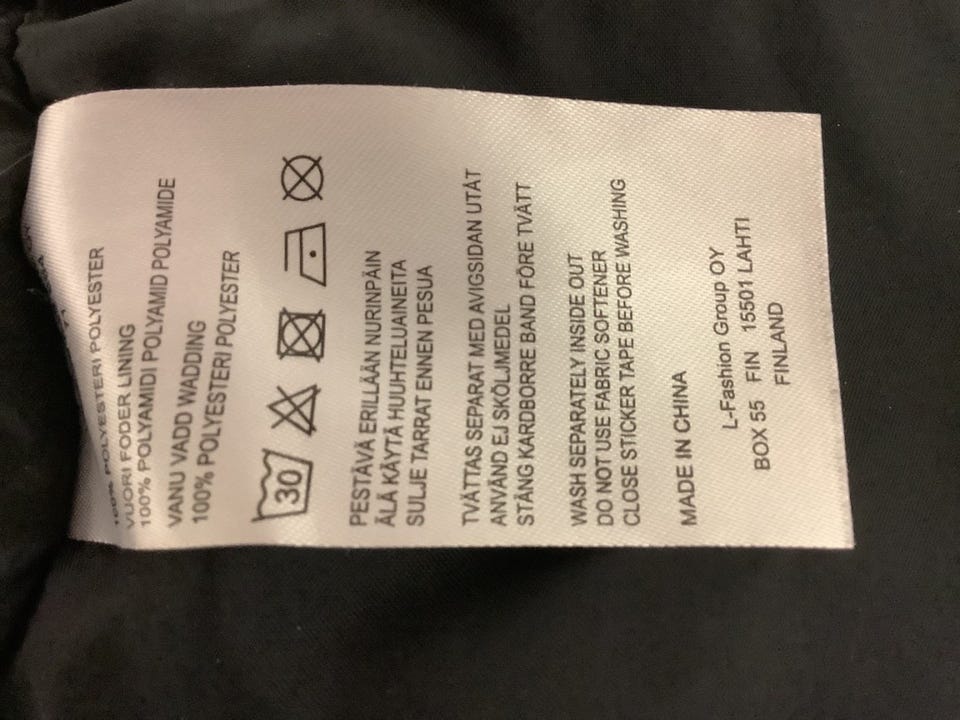 100% POLYESTERI POLYESTER
VUORI FODER LINING
100% POLYAMIDI POLYAMID POLYAMIDE
VANU VADD WADDING
100% POLYESTERI POLYESTER
30
PESTÄVÄ ERILLÄÄN NURINPÄIN
ÄLÄ KÄYTÄ HUUHTELUAINEITA
SULJE TARRAT ENNEN PESUA
TVÄTTAS SEPARAT MED AVIGSIDAN UTÅT
ANVÄND EJ SKÖLJMEDEL
STÄNG KARDBORRE BAND FÖRE TVÄTT
WASH SEPARATELY INSIDE OUT
DO NOT USE FABRIC SOFTENER
CLOSE STICKER TAPE BEFORE WASHING
MADE IN CHINA
L-Fashion Group OY
BOX 55 FIN 15501 LAHTI
FINLAND